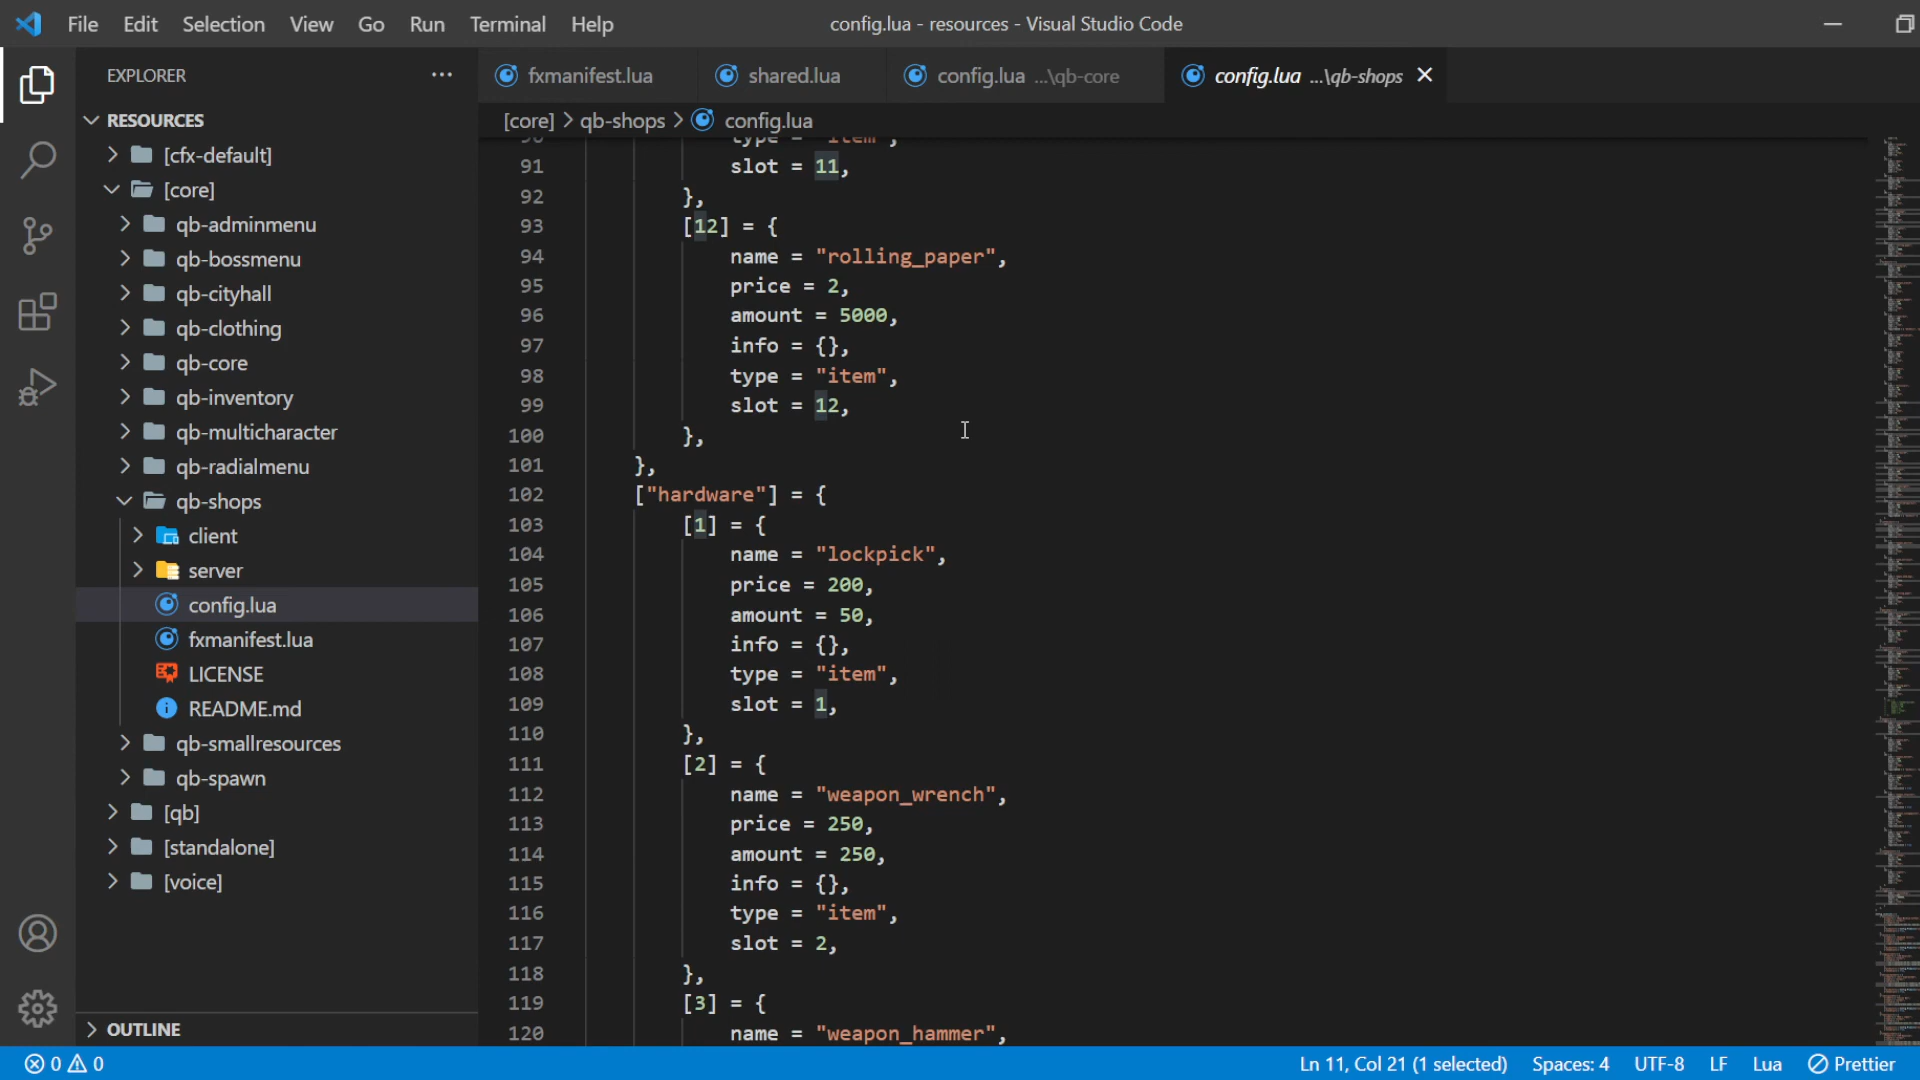 File Edit Selection View Go Run Terminal Help
config.lua - resources - Visual Studio Code
EXPLORER
RESOURCES
[cfx-default]
[core]
qb-adminmenu
qb-bossmenu
qb-cityhall
qb-clothing
qb-core
qb-inventory
qb-multicharacter
qb-radialmenu
qb-shops
client
server
config.lua
fxmanifest.lua
LICENSE
README.md
qb-smallresources
qb-spawn
[qb]
[standalone]
[voice]
OUTLINE
fxmanifest.lua shared.lua config.lua ...\qb-core config.lua ...\qb-shops
[core] > qb-shops > config.lua
90 type = "item",
91 slot = 11,
92 },
93 [12] = {
94 name = "rolling_paper",
95 price = 2,
96 amount = 5000,
97 info = {},
98 type = "item",
99 slot = 12,
100 },
101 },
102 ["hardware"] = {
103 [1] = {
104 name = "lockpick",
105 price = 200,
106 amount = 50,
107 info = {},
108 type = "item",
109 slot = 1,
110 },
111 [2] = {
112 name = "weapon_wrench",
113 price = 250,
114 amount = 250,
115 info = {},
116 type = "item",
117 slot = 2,
118 },
119 [3] = {
120 name = "weapon_hammer",
0 0
Ln 11, Col 21 (1 selected) Spaces: 4 UTF-8 LF Lua Prettier